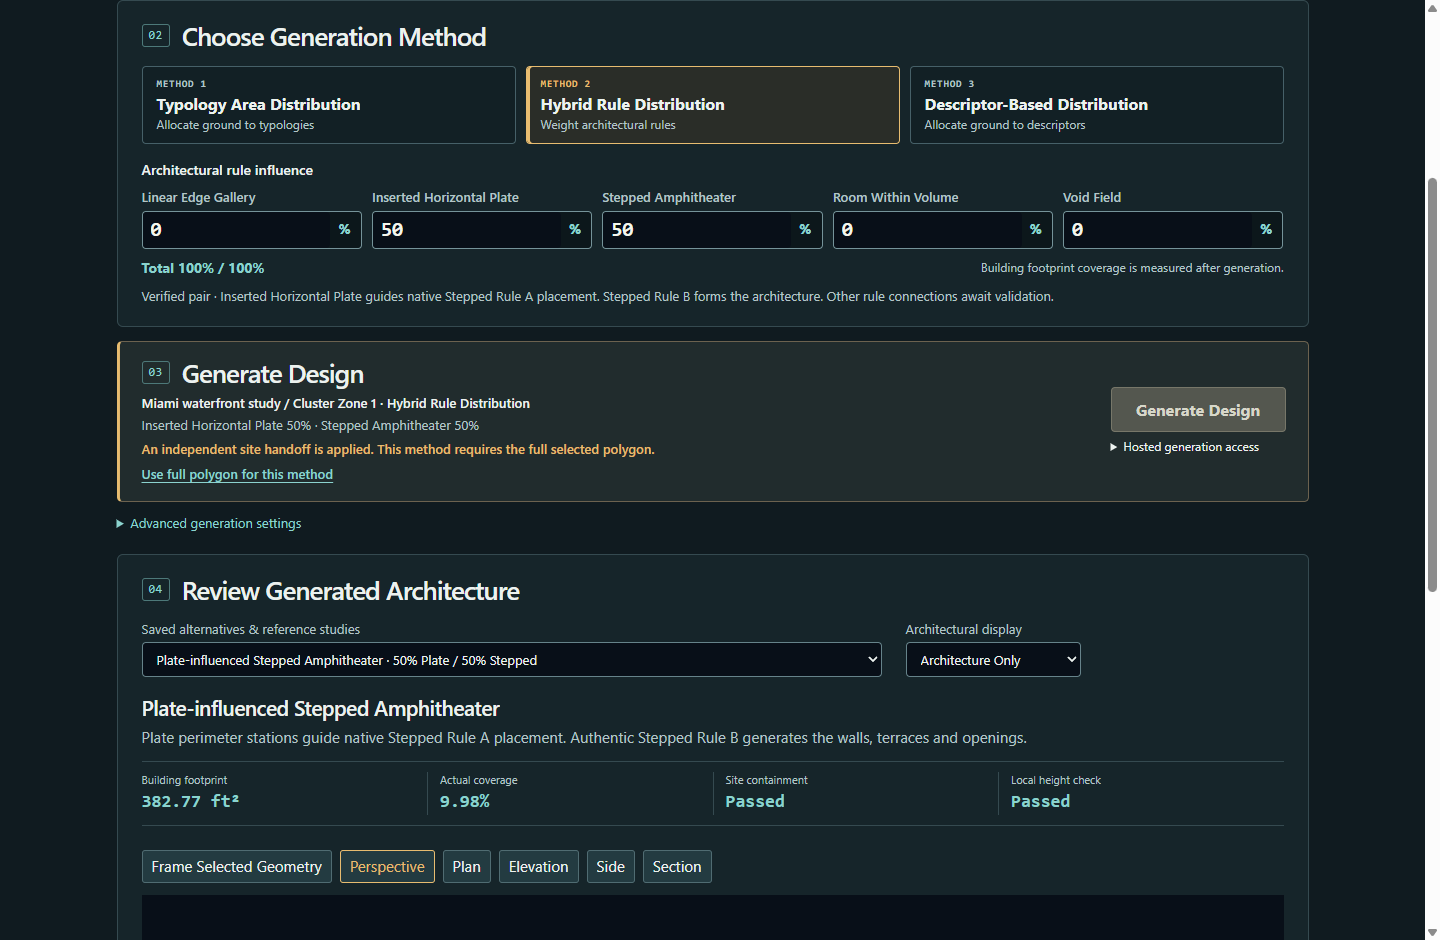 02 Choose Generation Method
METHOD 1
Typology Area Distribution
Allocate ground to typologies
METHOD 2
Hybrid Rule Distribution
Weight architectural rules
METHOD 3
Descriptor-Based Distribution
Allocate ground to descriptors
Architectural rule influence
Linear Edge Gallery
0 %
Inserted Horizontal Plate
50 %
Stepped Amphitheater
50 %
Room Within Volume
0 %
Void Field
0 %
Total 100% / 100%
Building footprint coverage is measured after generation.
Verified pair · Inserted Horizontal Plate guides native Stepped Rule A placement. Stepped Rule B forms the architecture. Other rule connections await validation.
03 Generate Design
Miami waterfront study / Cluster Zone 1 · Hybrid Rule Distribution
Inserted Horizontal Plate 50% · Stepped Amphitheater 50%
An independent site handoff is applied. This method requires the full selected polygon.
Use full polygon for this method
Generate Design
Hosted generation access
Advanced generation settings
04 Review Generated Architecture
Saved alternatives & reference studies
Plate-influenced Stepped Amphitheater · 50% Plate / 50% Stepped
Architectural display
Architecture Only
Plate-influenced Stepped Amphitheater
Plate perimeter stations guide native Stepped Rule A placement. Authentic Stepped Rule B generates the walls, terraces and openings.
Building footprint
382.77 ft²
Actual coverage
9.98%
Site containment
Passed
Local height check
Passed
Frame Selected Geometry
Perspective
Plan
Elevation
Side
Section